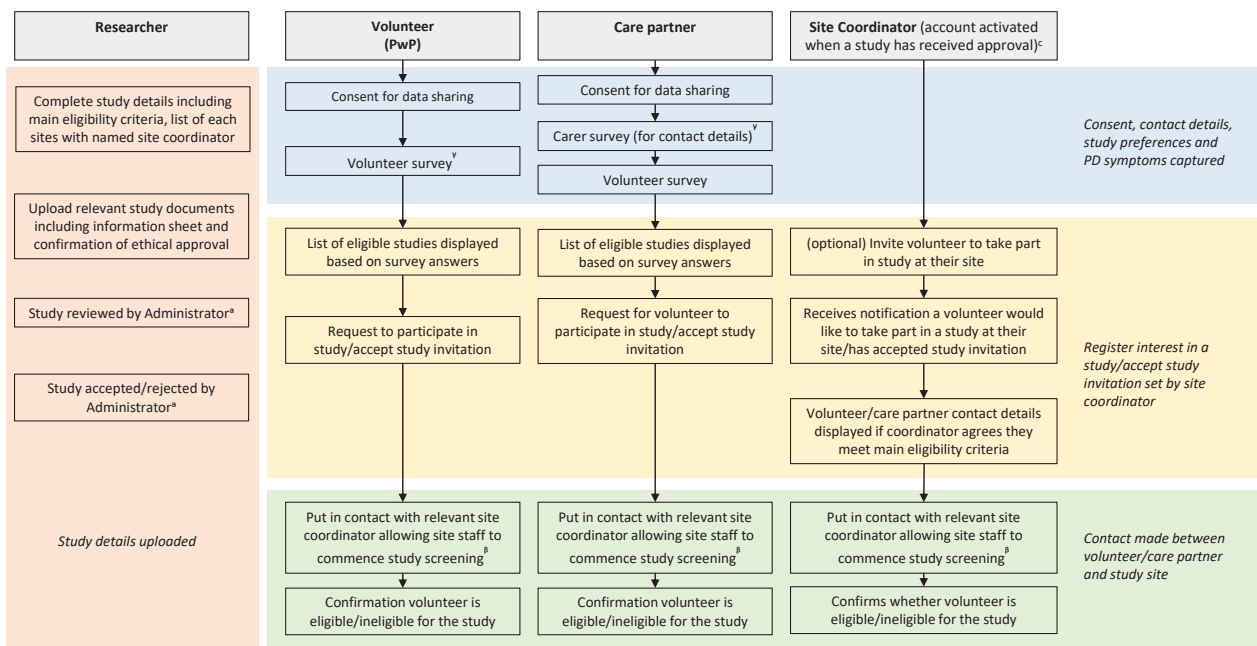 Researcher
Complete study details including
main eligibility criteria, list of each
sites with named site coordinator
Upload relevant study documents
including information sheet and
confirmation of ethical approval
Study reviewed by Administratorᵃ
Study accepted/rejected by
Administratorᵃ
Study details uploaded
Volunteer
(PwP)
Consent for data sharing
Volunteer surveyᵞ
List of eligible studies displayed
based on survey answers
Request to participate in
study/accept study invitation
Put in contact with relevant site
coordinator allowing site staff to
commence study screeningᵝ
Confirmation volunteer is
eligible/ineligible for the study
Care partner
Consent for data sharing
Carer survey (for contact details)ᵞ
Volunteer survey
List of eligible studies displayed
based on survey answers
Request for volunteer to
participate in study/accept study
invitation
Put in contact with relevant site
coordinator allowing site staff to
commence study screeningᵝ
Confirmation volunteer is
eligible/ineligible for the study
Site Coordinator (account activated
when a study has received approval)ᶜ
(optional) Invite volunteer to take part
in study at their site
Receives notification a volunteer would
like to take part in a study at their
site/has accepted study invitation
Volunteer/care partner contact details
displayed if coordinator agrees they
meet main eligibility criteria
Put in contact with relevant site
coordinator allowing site staff to
commence study screeningᵝ
Confirms whether volunteer is
eligible/ineligible for the study
Consent, contact details,
study preferences and
PD symptoms captured
Register interest in a
study/accept study
invitation set by site
coordinator
Contact made between
volunteer/care partner
and study site